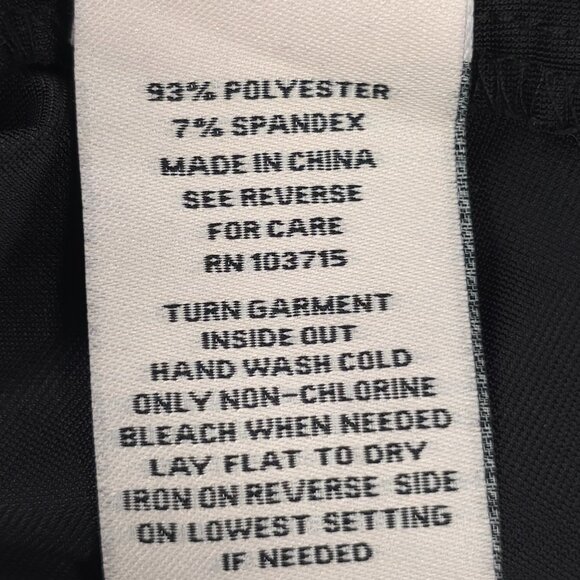 93% POLYESTER
7% SPANDEX
MADE IN CHINA
SEE REVERSE
FOR CARE
RN 103715
TURN GARMENT
INSIDE OUT
HAND WASH COLD
ONLY NON-CHLORINE
BLEACH WHEN NEEDED
LAY FLAT TO DRY
IRON ON REVERSE SIDE
ON LOWEST SETTING
IF NEEDED